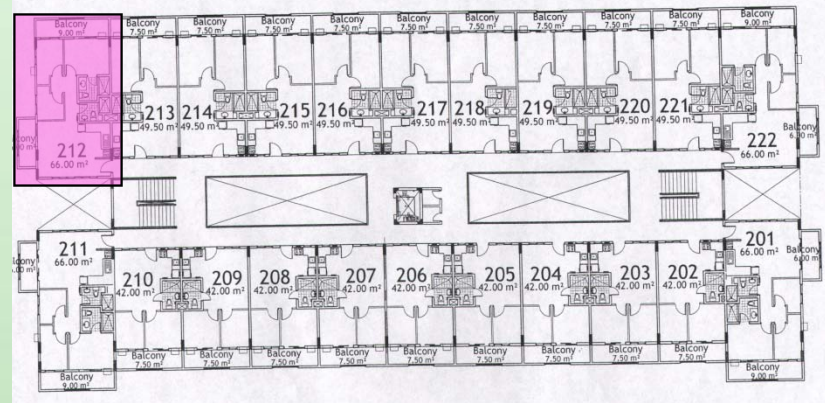 Balcony
9.00 m²
Balcony
7.50 m²
Balcony
7.50 m²
Balcony
7.50 m²
Balcony
7.50 m²
Balcony
7.50 m²
Balcony
7.50 m²
Balcony
7.50 m²
Balcony
7.50 m²
Balcony
7.50 m²
Balcony
9.00 m²
212
66.00 m²
213
49.50 m²
214
49.50 m²
215
49.50 m²
216
49.50 m²
217
49.50 m²
218
49.50 m²
219
49.50 m²
220
49.50 m²
221
49.50 m²
222
66.00 m²
Balcony
211
66.00 m²
210
42.00 m²
209
42.00 m²
208
42.00 m²
207
42.00 m²
206
42.00 m²
205
42.00 m²
204
42.00 m²
203
42.00 m²
202
42.00 m²
201
66.00 m²
Balcony
Balcony
9.00 m²
Balcony
7.50 m²
Balcony
7.50 m²
Balcony
7.50 m²
Balcony
7.50 m²
Balcony
7.50 m²
Balcony
7.50 m²
Balcony
7.50 m²
Balcony
7.50 m²
Balcony
7.50 m²
Balcony
9.00 m²